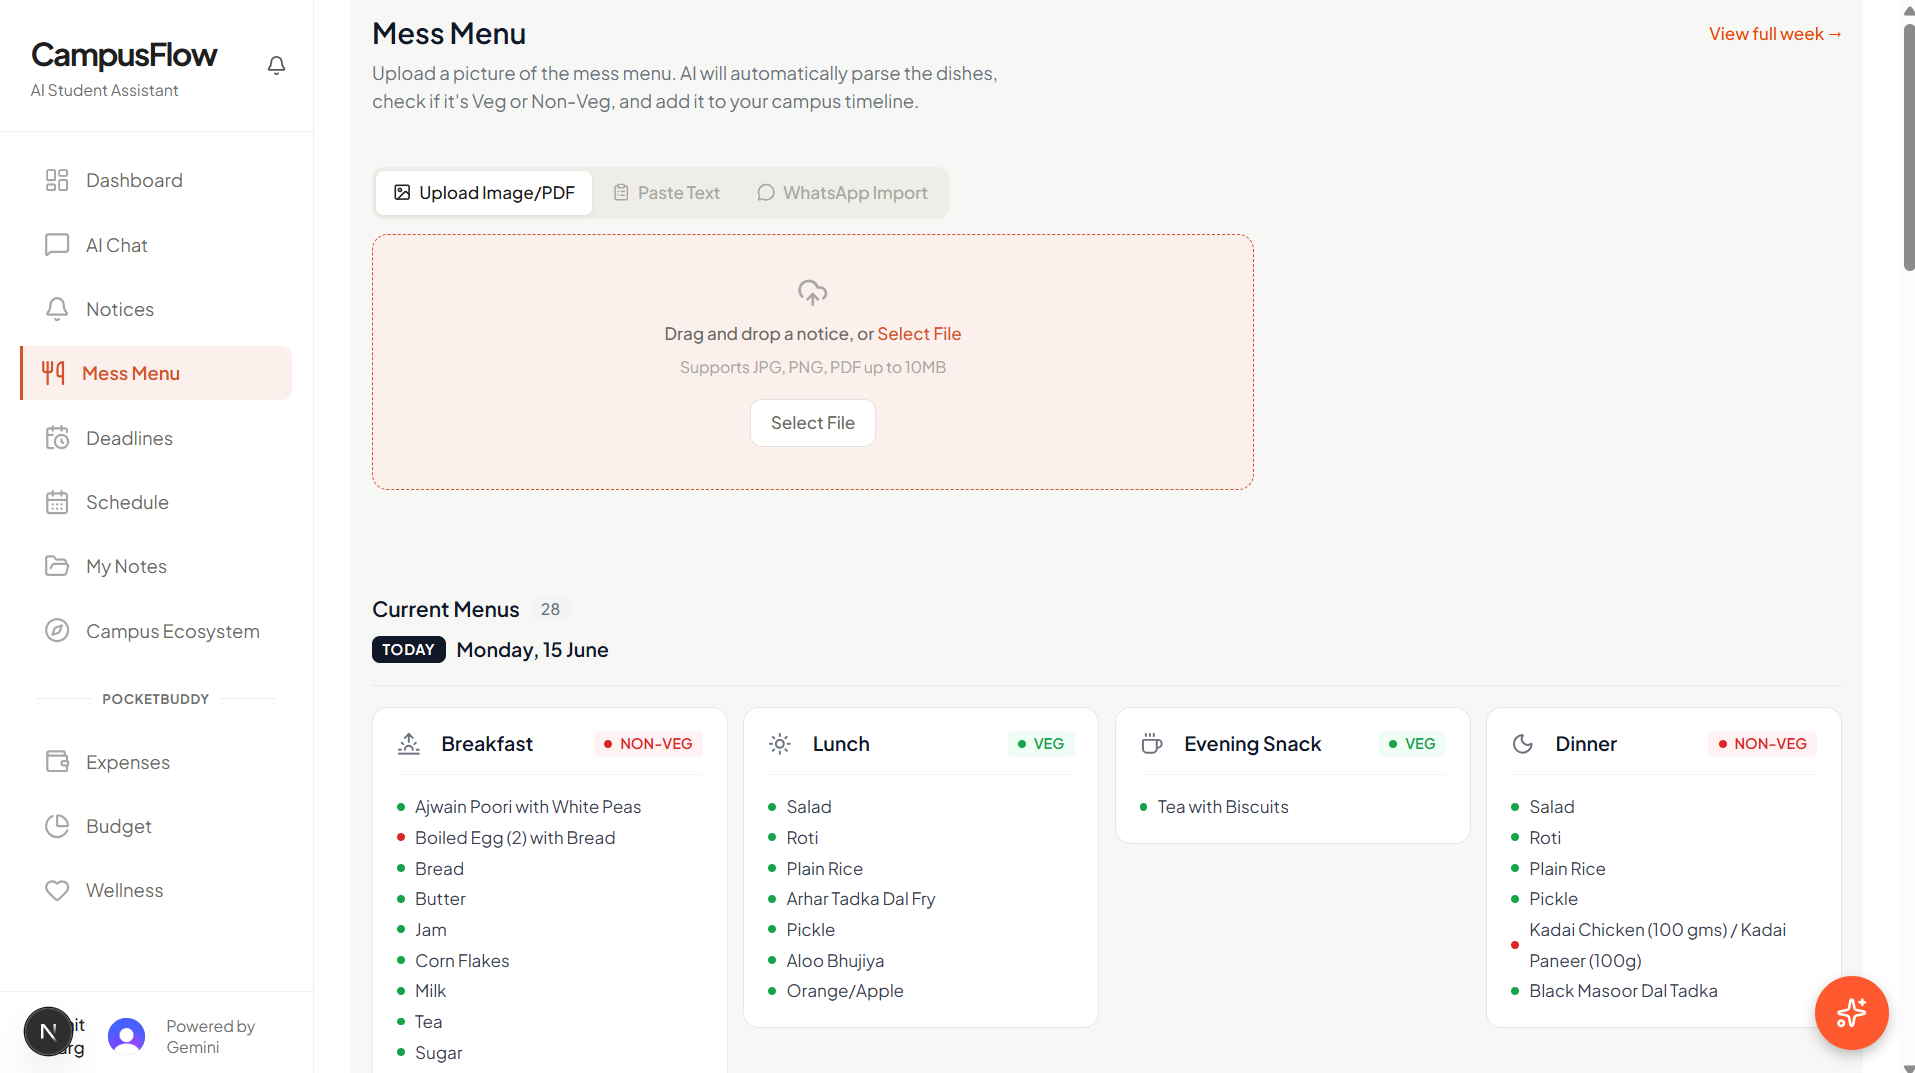 CampusFlow
AI Student Assistant
Dashboard
AI Chat
Notices
Mess Menu
Deadlines
Schedule
My Notes
Campus Ecosystem
POCKETBUDDY
Expenses
Budget
Wellness
N
Powered by
Gemini
Mess Menu
View full week →
Upload a picture of the mess menu. AI will automatically parse the dishes,
check if it's Veg or Non-Veg, and add it to your campus timeline.
Upload Image/PDF
Paste Text
WhatsApp Import
Drag and drop a notice, or Select File
Supports JPG, PNG, PDF up to 10MB
Select File
Current Menus 28
TODAY Monday, 15 June
Breakfast NON-VEG
Ajwain Poori with White Peas
Boiled Egg (2) with Bread
Bread
Butter
Jam
Corn Flakes
Milk
Tea
Sugar
Lunch VEG
Salad
Roti
Plain Rice
Arhar Tadka Dal Fry
Pickle
Aloo Bhujiya
Orange/Apple
Evening Snack VEG
Tea with Biscuits
Dinner NON-VEG
Salad
Roti
Plain Rice
Pickle
Kadai Chicken (100 gms) / Kadai
Paneer (100g)
Black Masoor Dal Tadka